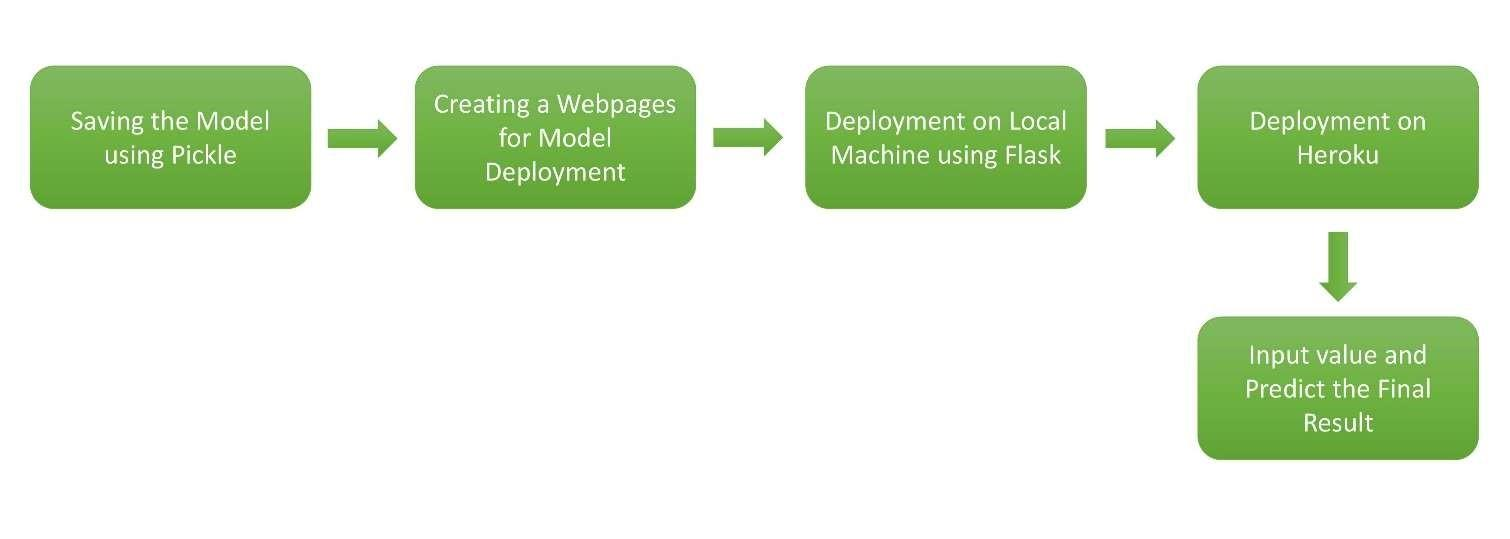 Saving the Model
using Pickle
Creating a Webpages
for Model
Deployment
Deployment on Local
Machine using Flask
Deployment on
Heroku
Input value and
Predict the Final
Result